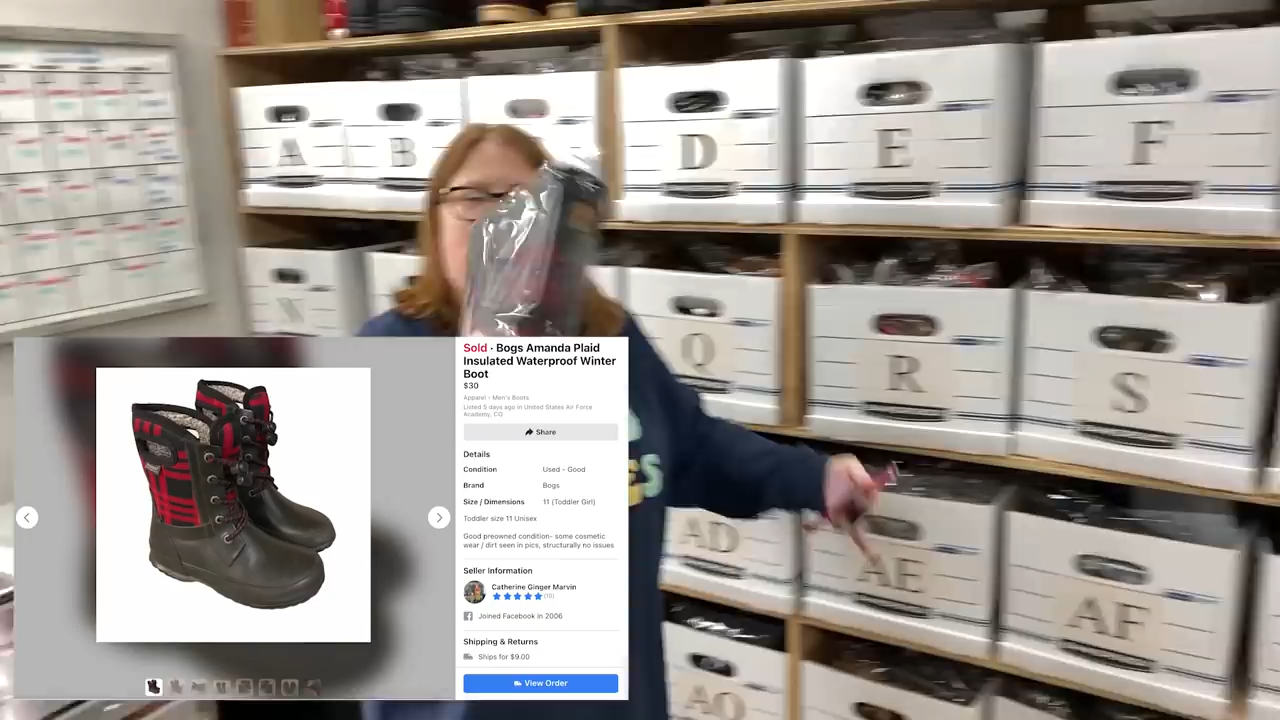 A
B
D
E
F
N
Q
R
S
AD
AE
AF
AO
S
Sold · Bogs Amanda Plaid
Insulated Waterproof Winter
Boot
$30
Apparel › Men's Boots
Listed 5 days ago in United States Air Force
Academy, CO
Share
Details
Condition Used - Good
Brand Bogs
Size / Dimensions 11 (Toddler Girl)
Toddler size 11 Unisex
Good preowned condition- some cosmetic
wear / dirt seen in pics, structurally no issues
Seller Information
Catherine Ginger Marvin
(10)
Joined Facebook in 2006
Shipping & Returns
Ships for $9.00
View Order